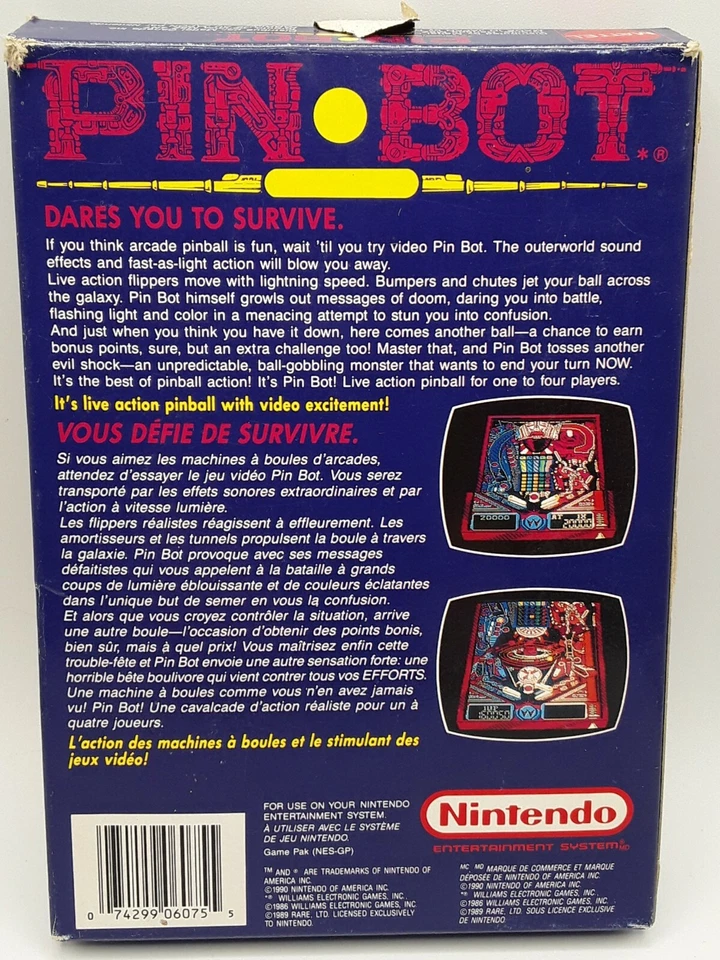 MATTEL
PIN•BOT*®
DARES YOU TO SURVIVE.
If you think arcade pinball is fun, wait 'til you try video Pin Bot. The outerworld sound
effects and fast-as-light action will blow you away.
Live action flippers move with lightning speed. Bumpers and chutes jet your ball across
the galaxy. Pin Bot himself growls out messages of doom, daring you into battle,
flashing light and color in a menacing attempt to stun you into confusion.
And just when you think you have it down, here comes another ball—a chance to earn
bonus points, sure, but an extra challenge too! Master that, and Pin Bot tosses another
evil shock—an unpredictable, ball-gobbling monster that wants to end your turn NOW.
It's the best of pinball action! It's Pin Bot! Live action pinball for one to four players.
It's live action pinball with video excitement!
VOUS DÉFIE DE SURVIVRE.
Si vous aimez les machines à boules d'arcades,
attendez d'essayer le jeu vidéo Pin Bot. Vous serez
transporté par les effets sonores extraordinaires et par
l'action à vitesse lumière.
Les flippers réalistes réagissent à effleurement. Les
amortisseurs et les tunnels propulsent la boule à travers
la galaxie. Pin Bot provoque avec ses messages
défaitistes qui vous appelent à la bataille à grands
coups de lumière éblouissante et de couleurs éclatantes
dans l'unique but de semer en vous la confusion.
Et alors que vous croyez contrôler la situation, arrive
une autre boule—l'occasion d'obtenir des points bonis,
bien sûr, mais à quel prix! Vous maîtrisez enfin cette
trouble-fête et Pin Bot envoie une autre sensation forte: une
horrible bête boulivore qui vient contrer tous vos EFFORTS.
Une machine à boules comme vous n'en avez jamais
vu! Pin Bot! Une cavalcade d'action réaliste pour un à
quatre joueurs.
L'action des machines à boules et le stimulant des
jeux vidéo!
20000
20000
160050
FOR USE ON YOUR NINTENDO
ENTERTAINMENT SYSTEM.
À UTILISER AVEC LE SYSTÈME
DE JEU NINTENDO.
Game Pak (NES-GP)
™ AND ® ARE TRADEMARKS OF NINTENDO OF
AMERICA INC.
©1990 NINTENDO OF AMERICA INC.
*® WILLIAMS ELECTRONIC GAMES, INC.
©1986 WILLIAMS ELECTRONIC GAMES, INC
©1989 RARE, LTD. LICENSED EXCLUSIVELY
TO NINTENDO.
Nintendo
ENTERTAINMENT SYSTEM
MC MD MARQUE DE COMMERCE ET MARQUE
DÉPOSÉE DE NINTENDO OF AMERICA INC.
©1990 NINTENDO OF AMERICA INC.
*® WILLIAMS ELECTRONIC GAMES, INC.
©1986 WILLIAMS ELECTRONIC GAMES, INC.
©1989 RARE, LTD. SOUS LICENCE EXCLUSIVE
DE NINTENDO.
0 74299 06075 5